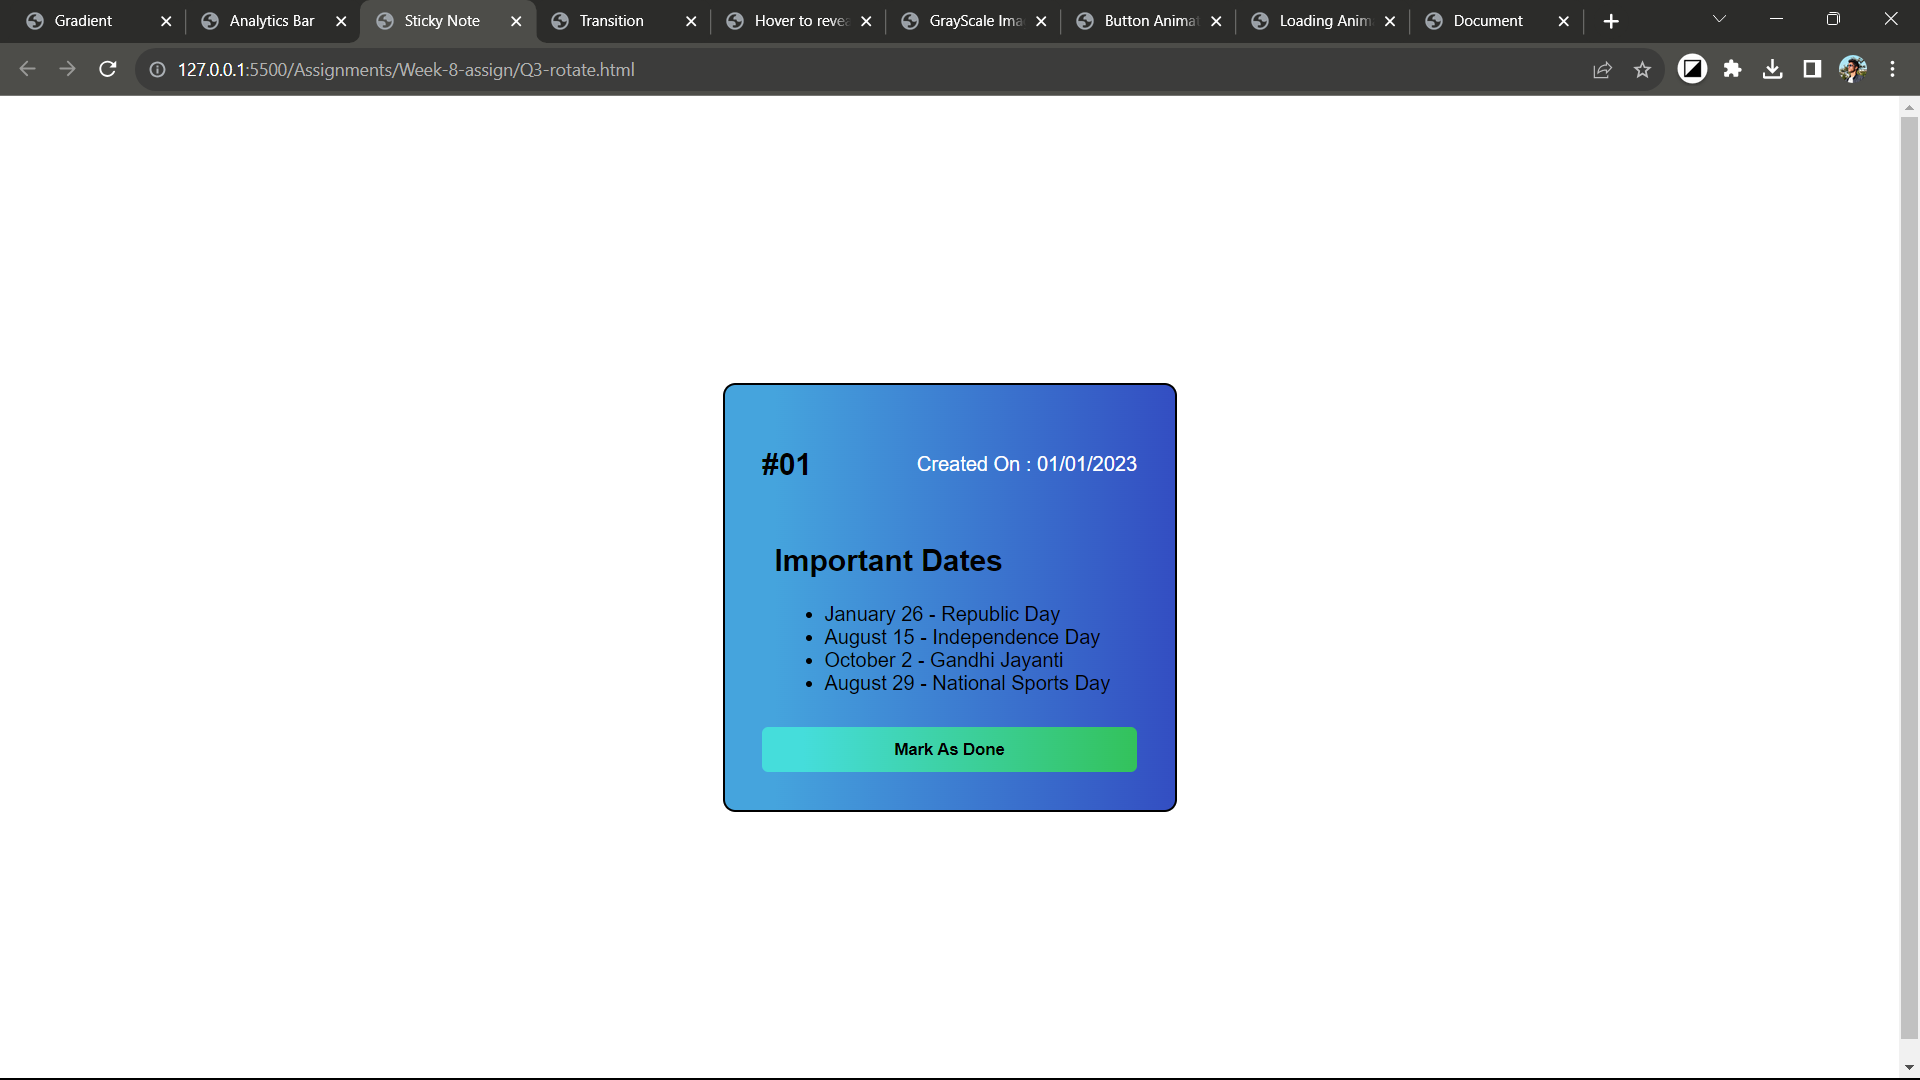 Gradient
Analytics Bar
Sticky Note
Transition
Hover to revea
GrayScale Ima
Button Animat
Loading Anim
Document
127.0.0.1:5500/Assignments/Week-8-assign/Q3-rotate.html
#01
Created On : 01/01/2023
Important Dates
• January 26 - Republic Day
• August 15 - Independence Day
• October 2 - Gandhi Jayanti
• August 29 - National Sports Day
Mark As Done